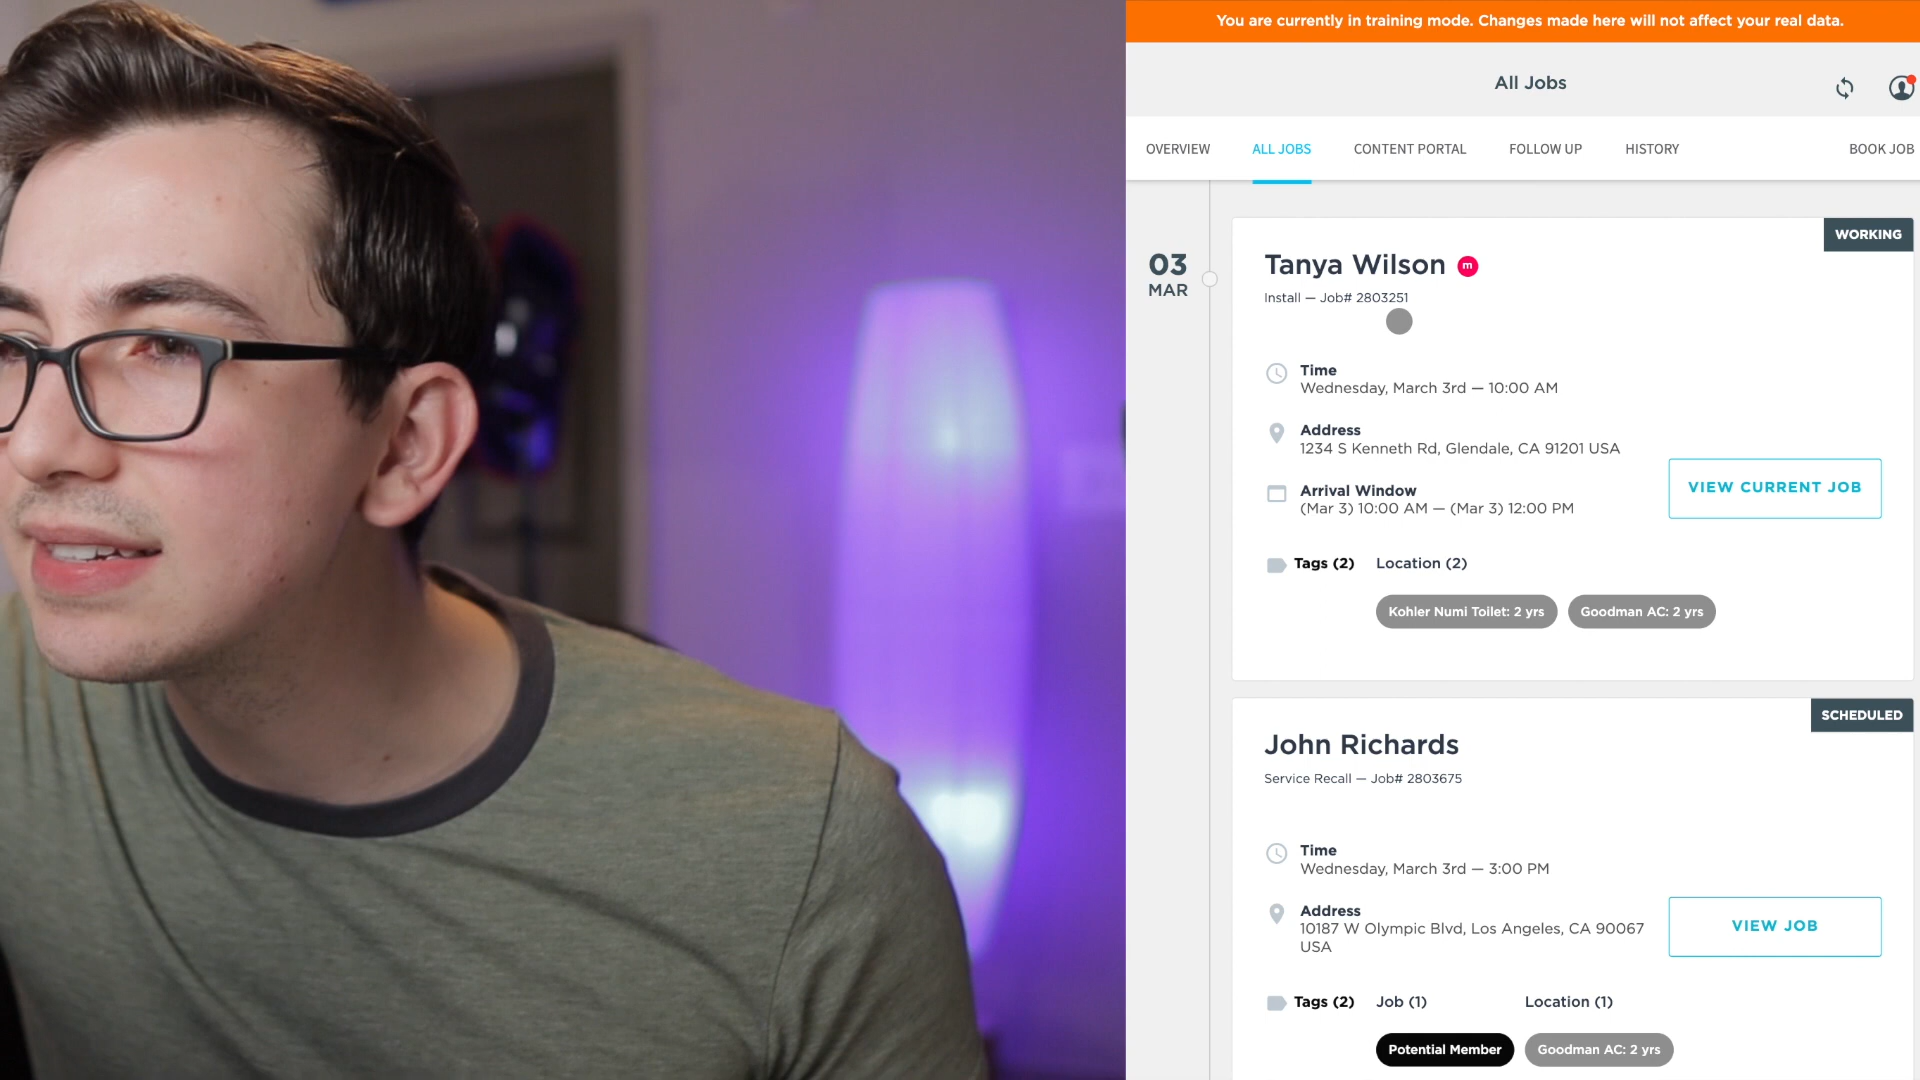 You are currently in training mode. Changes made here will not affect your real data.
All Jobs
OVERVIEW ALL JOBS CONTENT PORTAL FOLLOW UP HISTORY BOOK JOB
03
MAR
WORKING
Tanya Wilson m
Install — Job# 2803251
Time
Wednesday, March 3rd — 10:00 AM
Address
1234 S Kenneth Rd, Glendale, CA 91201 USA
Arrival Window
(Mar 3) 10:00 AM — (Mar 3) 12:00 PM
VIEW CURRENT JOB
Tags (2) Location (2)
Kohler Numi Toilet: 2 yrs Goodman AC: 2 yrs
SCHEDULED
John Richards
Service Recall — Job# 2803675
Time
Wednesday, March 3rd — 3:00 PM
Address
10187 W Olympic Blvd, Los Angeles, CA 90067
USA
VIEW JOB
Tags (2) Job (1) Location (1)
Potential Member Goodman AC: 2 yrs